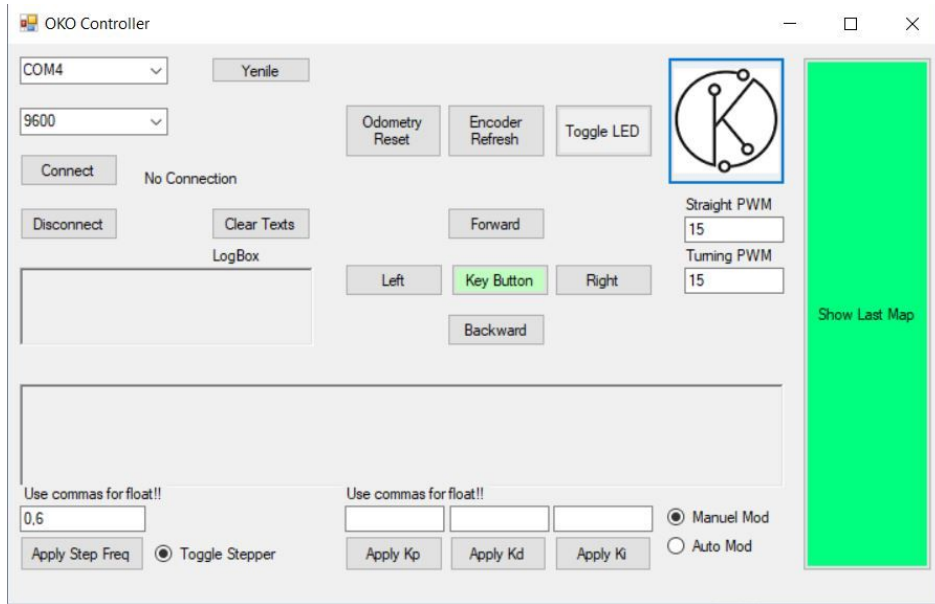 OKO Controller
COM4
Yenile
9600
Odometry
Reset
Encoder
Refresh
Toggle LED
Connect
No Connection
Straight PWM
Disconnect
Clear Texts
Forward
15
LogBox
Turning PWM
Left
Key Button
Right
15
Show Last Map
Backward
Use commas for float!!
Use commas for float!!
0,6
Manuel Mod
Apply Step Freq
Toggle Stepper
Apply Kp
Apply Kd
Apply Ki
Auto Mod